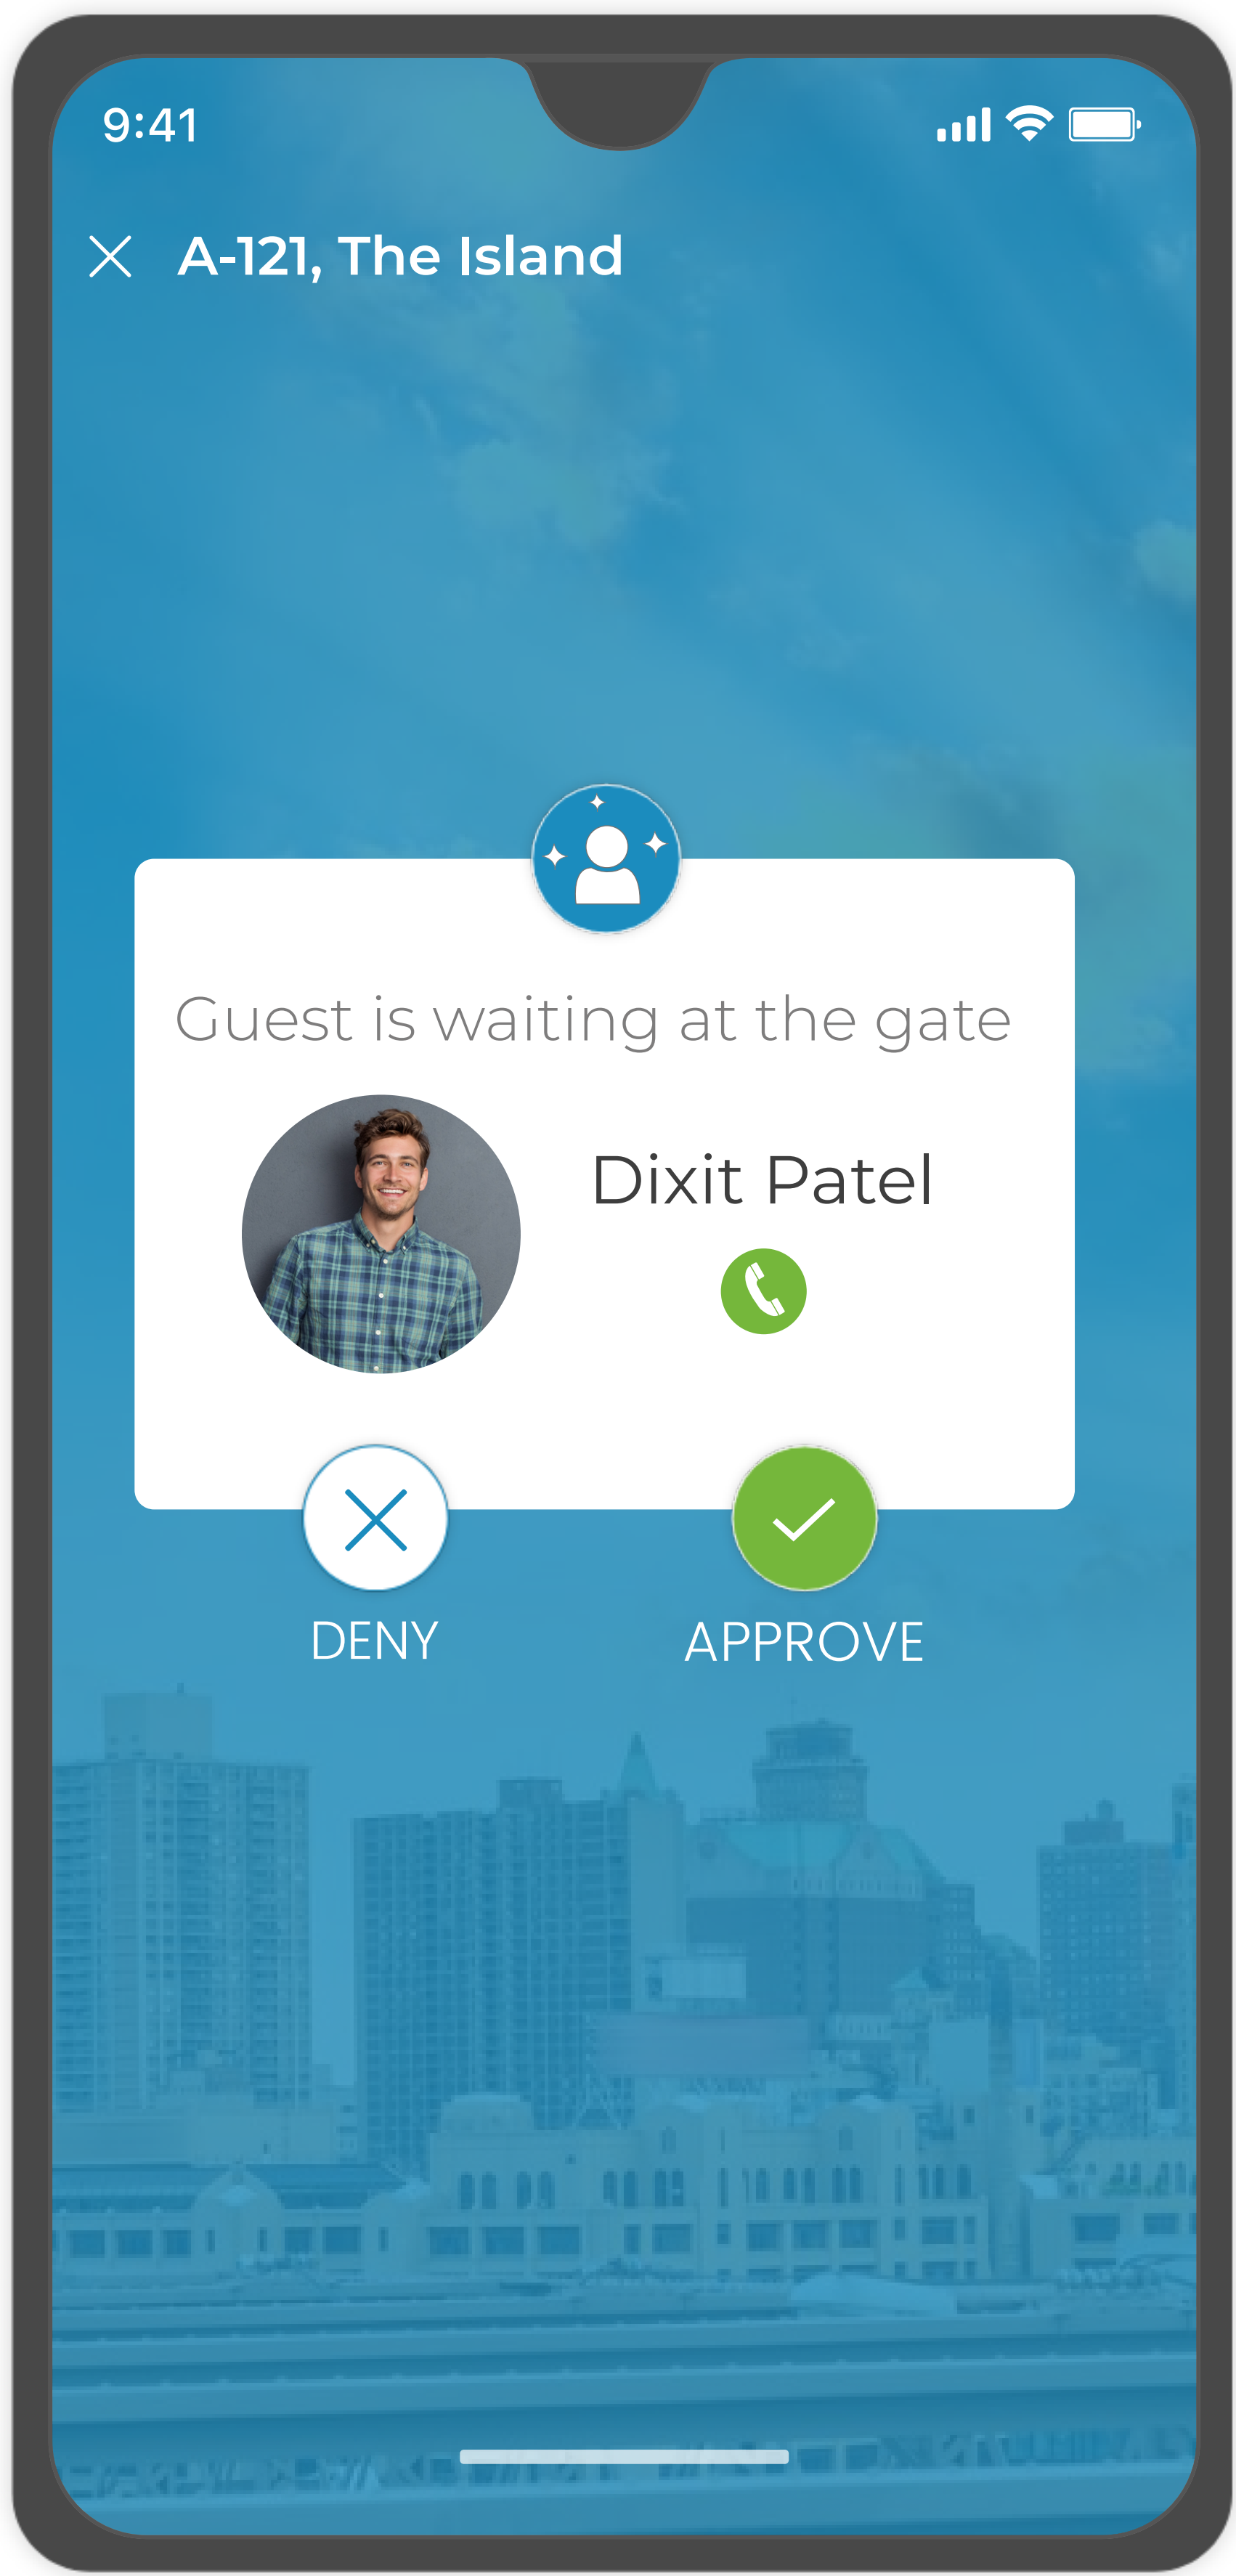 9:41
A-121, The Island
Guest is waiting at the gate
Dixit Patel
DENY
APPROVE